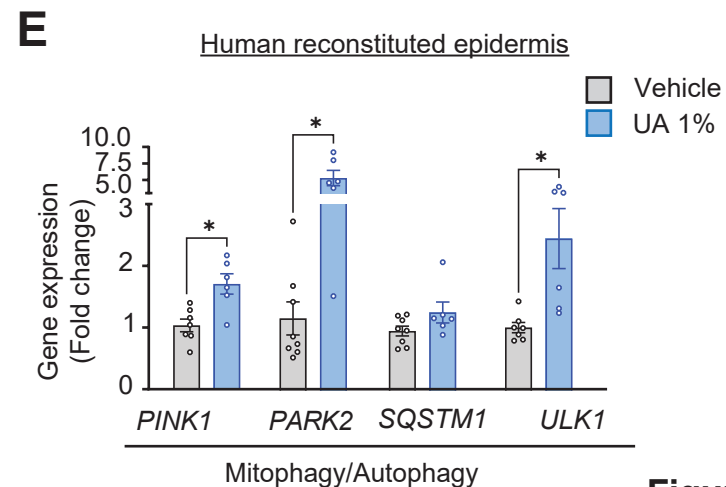 E
Human reconstituted epidermis
Vehicle
UA 1%
Gene expression
(Fold change)
10.0
7.5
5.0
3
2
1
0
*
*
*
PINK1 PARK2 SQSTM1 ULK1
Mitophagy/Autophagy